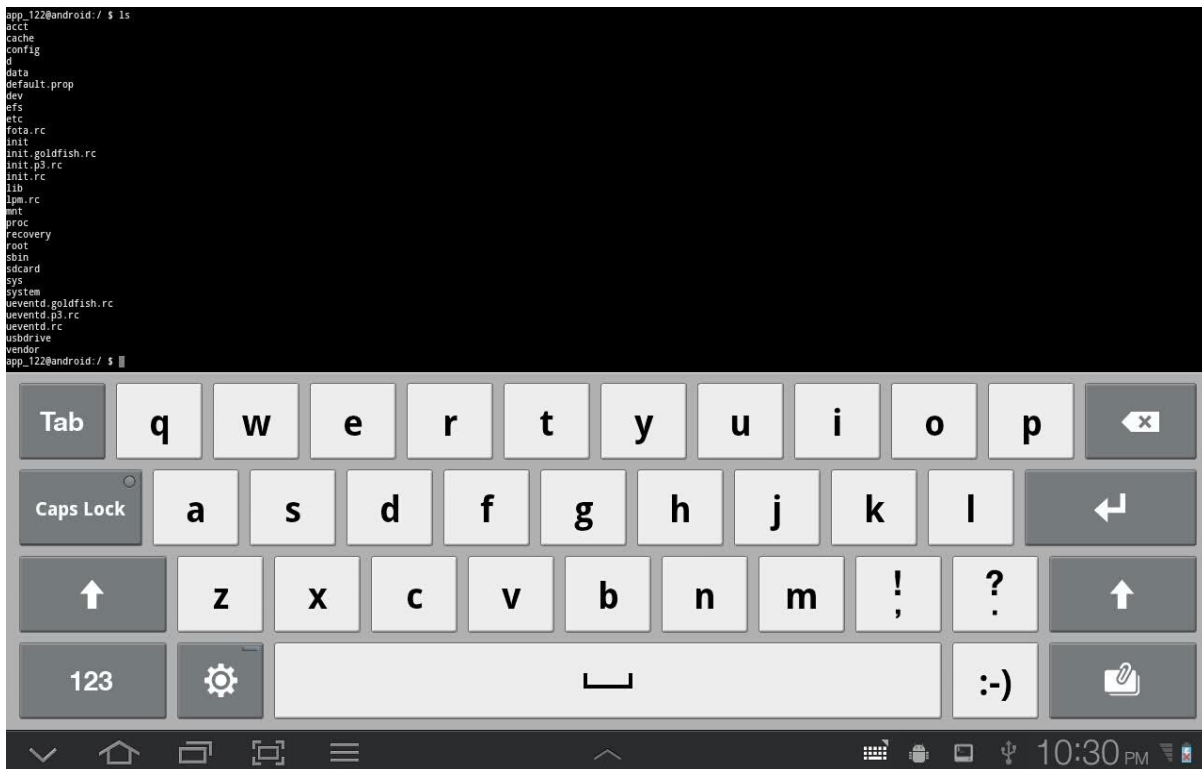 app_122@android:/ $ ls
acct
cache
config
d
data
default.prop
dev
efs
etc
fota.rc
init
init.goldfish.rc
init.p3.rc
init.rc
lib
lpm.rc
mnt
proc
recovery
root
sbin
sdcard
sys
system
ueventd.goldfish.rc
ueventd.p3.rc
ueventd.rc
usbdrive
vendor
app_122@android:/ $
Tab q w e r t y u i o p
Caps Lock a s d f g h j k l
z x c v b n m ! , ? .
123 :-)
10:30 PM